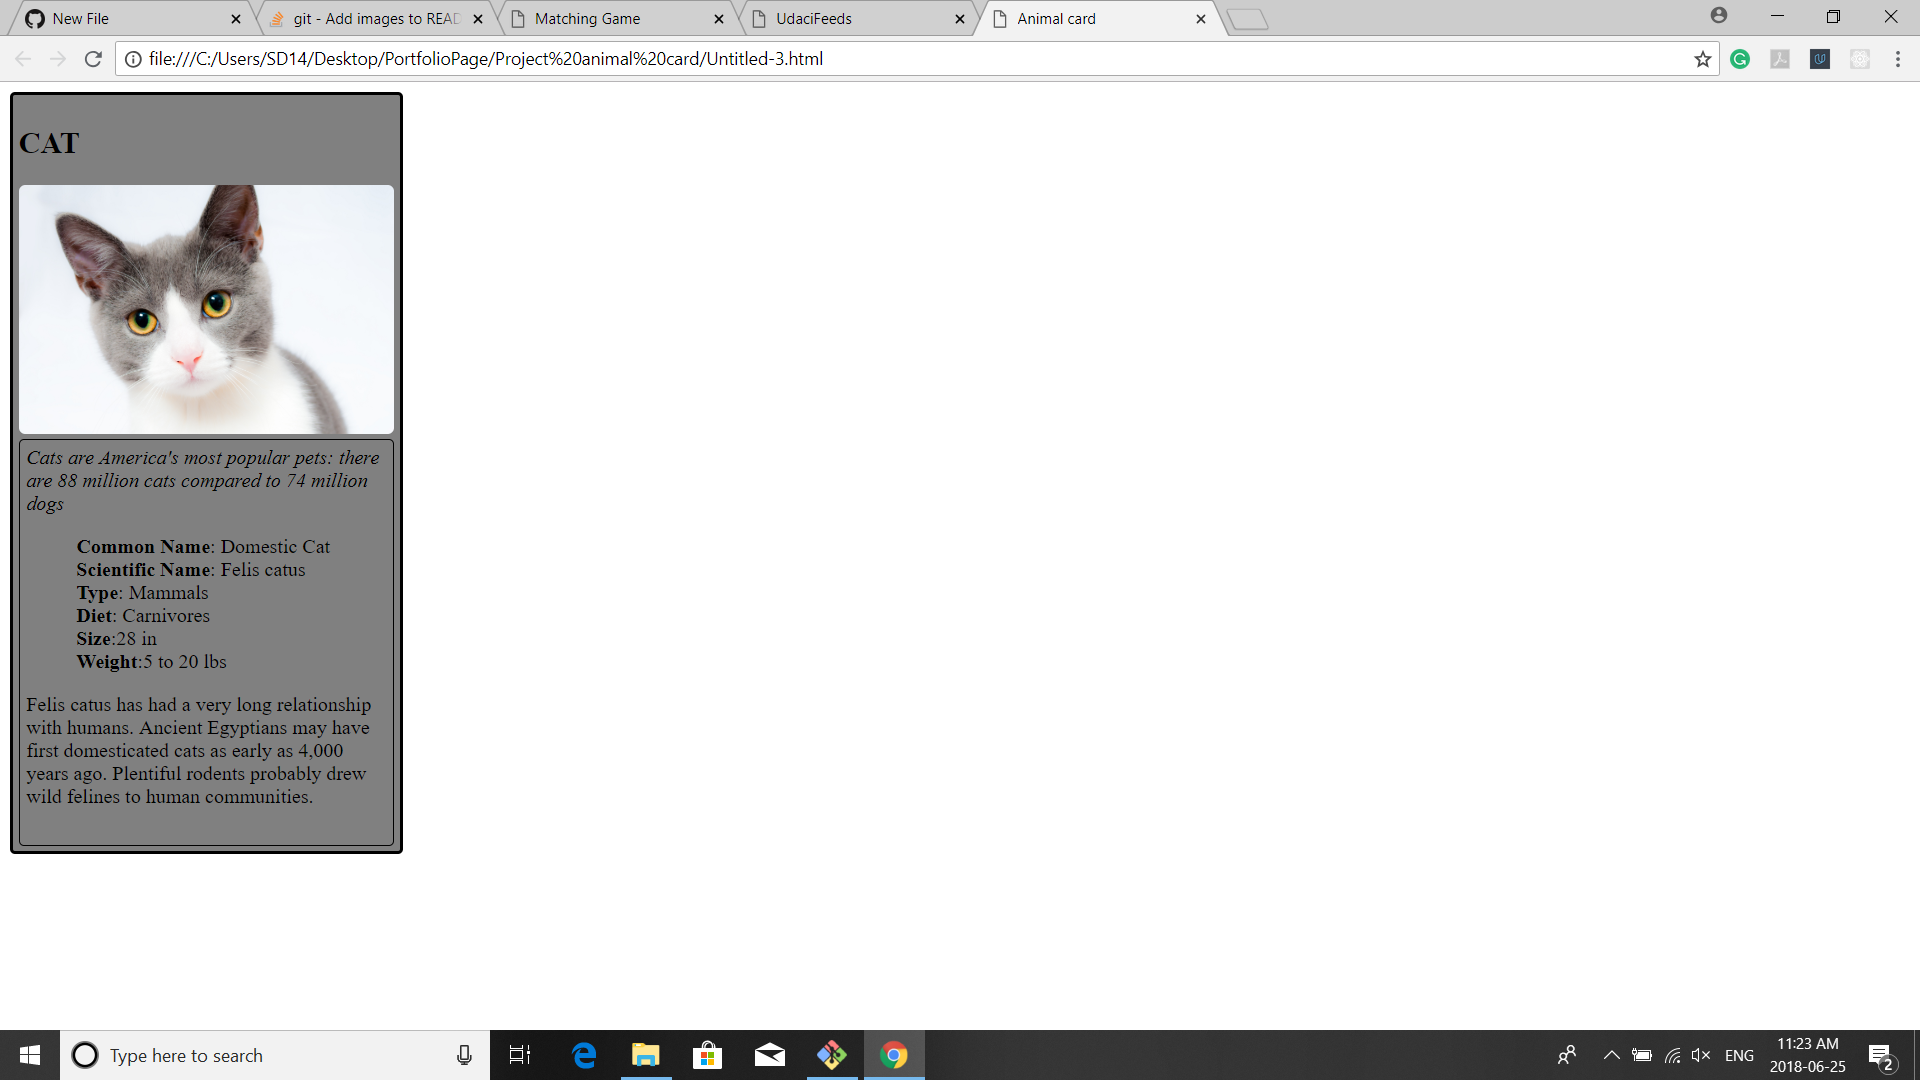 New File
git - Add images to READ
Matching Game
UdaciFeeds
Animal card
file:///C:/Users/SD14/Desktop/PortfolioPage/Project%20animal%20card/Untitled-3.html
CAT
Cats are America's most popular pets: there
are 88 million cats compared to 74 million
dogs
Common Name: Domestic Cat
Scientific Name: Felis catus
Type: Mammals
Diet: Carnivores
Size:28 in
Weight:5 to 20 lbs
Felis catus has had a very long relationship
with humans. Ancient Egyptians may have
first domesticated cats as early as 4,000
years ago. Plentiful rodents probably drew
wild felines to human communities.
Type here to search
ENG
11:23 AM
2018-06-25
2